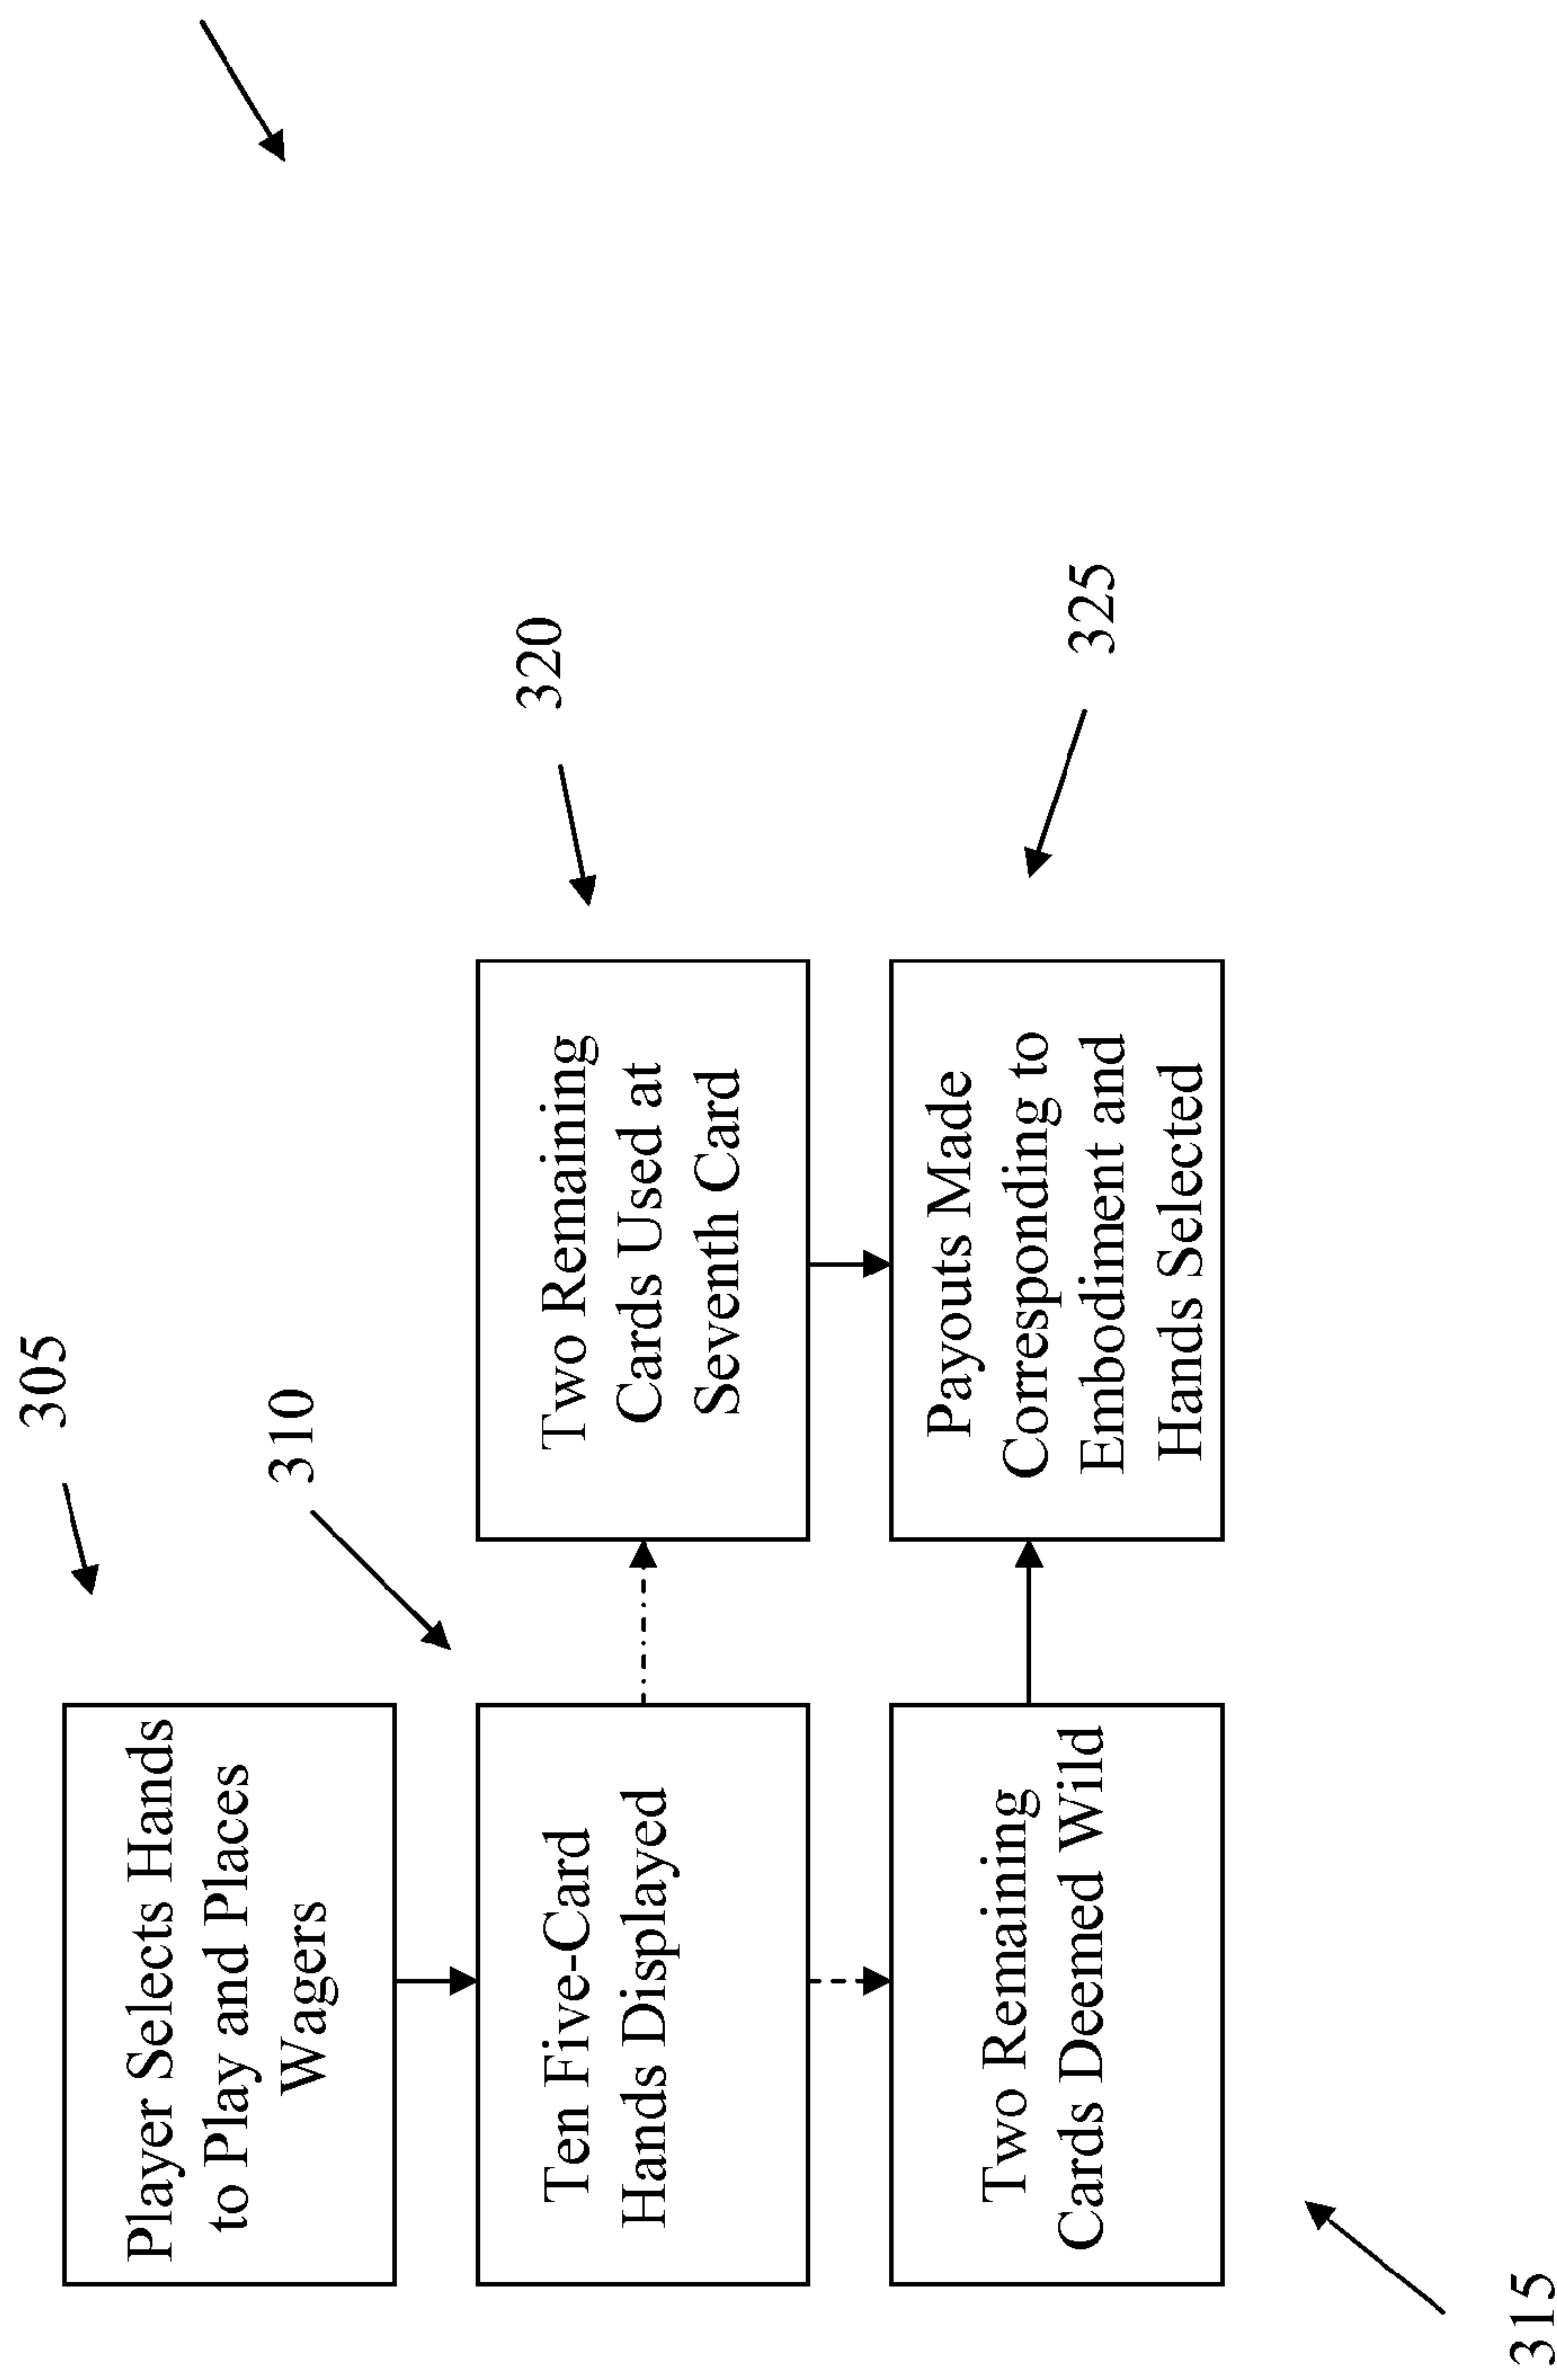 305
Player Selects Hands
to Play and Places
Wagers
310
Ten Five-Card
Hands Displayed
320
Two Remaining
Cards Used at
Seventh Card
315
Two Remaining
Cards Deemed Wild
325
Payouts Made
Corresponding to
Embodiment and
Hands Selected